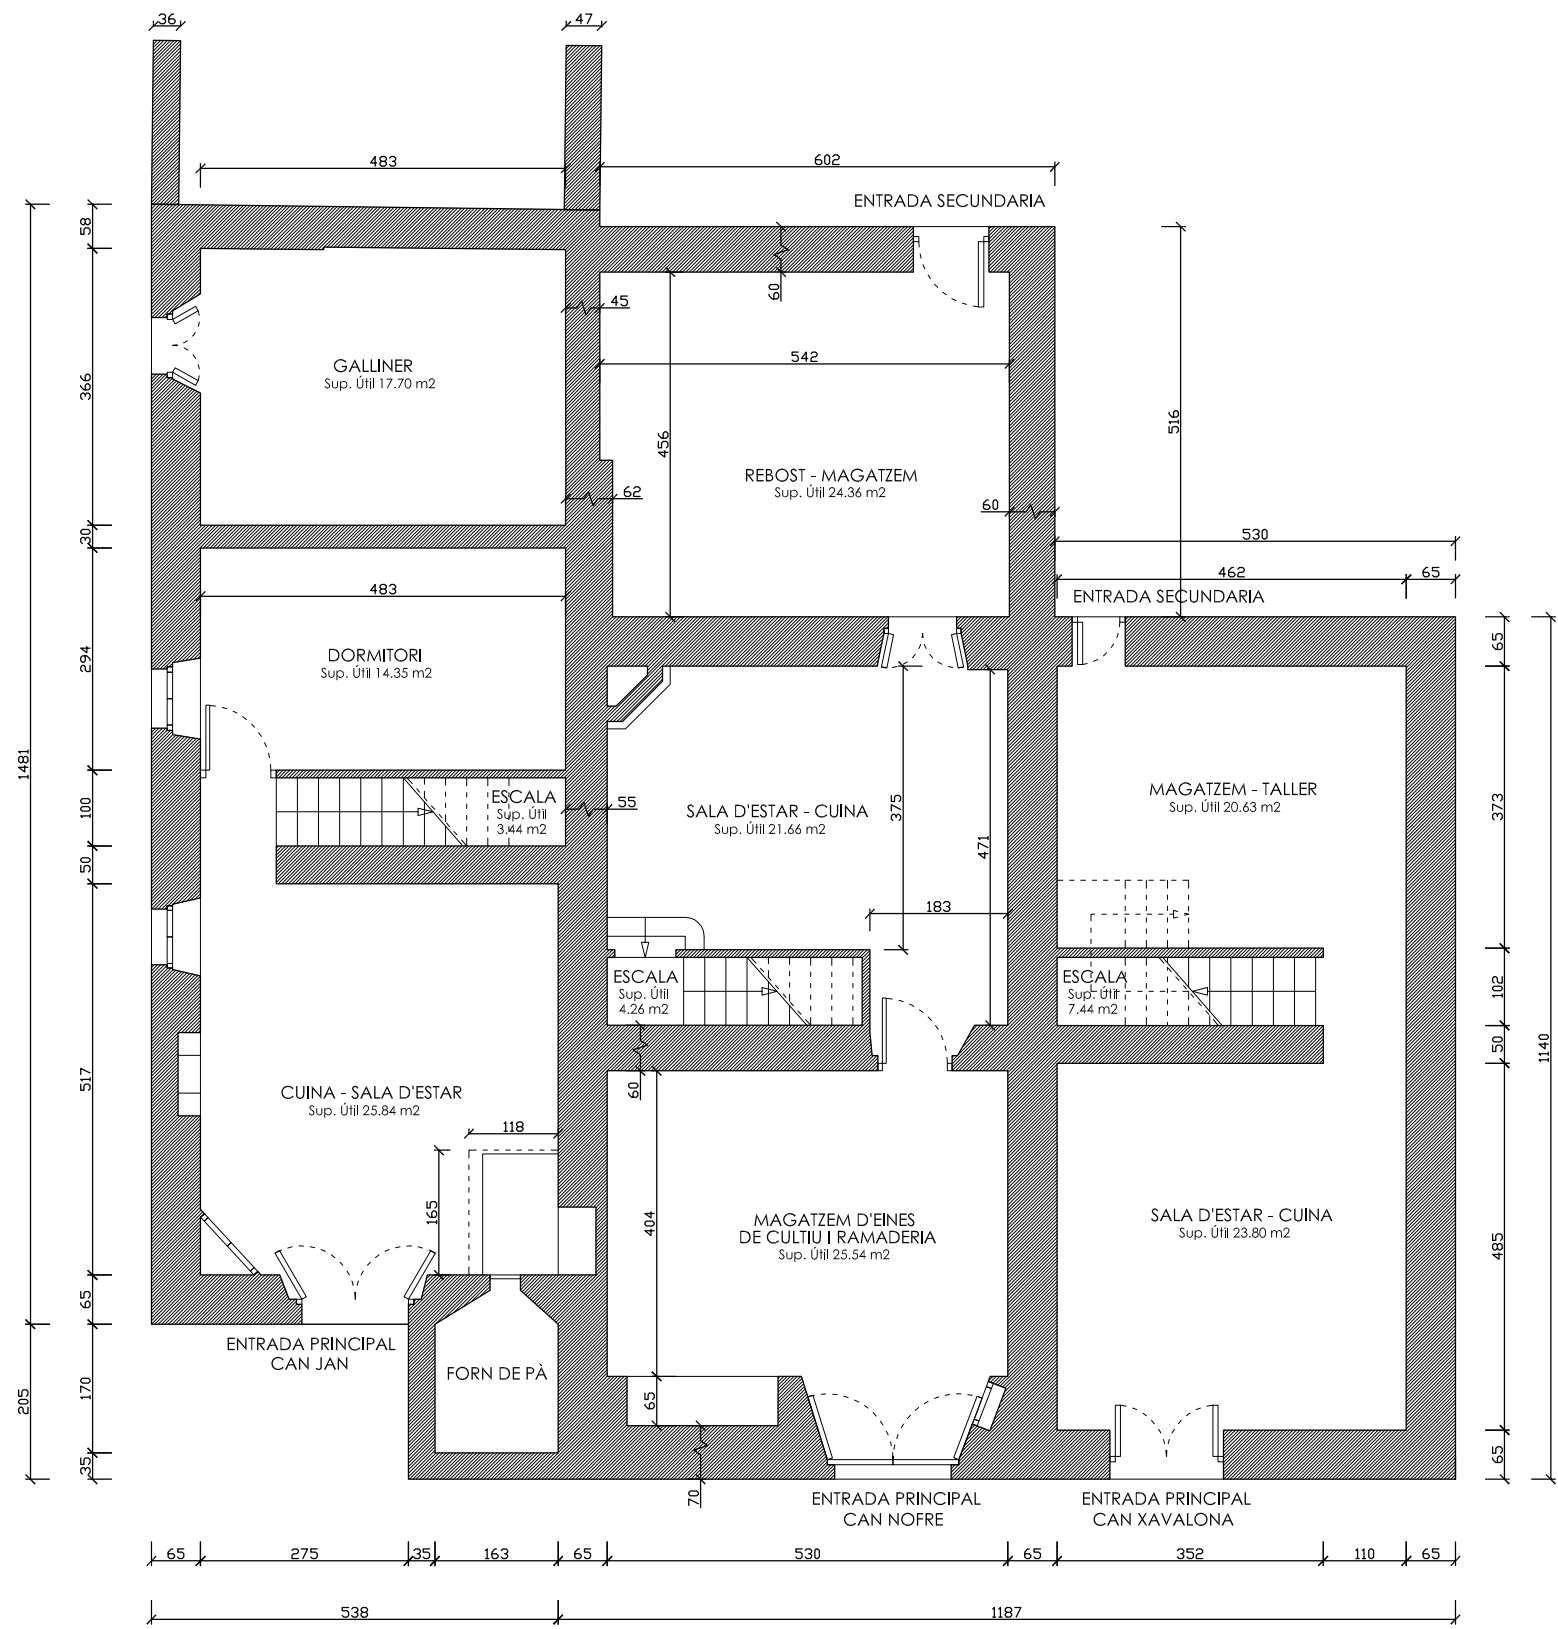 36
47
483
602
ENTRADA SECUNDARIA
58
60
45
GALLINER
Sup. Útil 17.70 m2
542
366
516
456
REBOST - MAGATZEM
Sup. Útil 24.36 m2
62
60
30
530
483
462
65
ENTRADA SECUNDARIA
DORMITORI
Sup. Útil 14.35 m2
294
65
1481
ESCALA
Sup. Útil
3.44 m2
100
55
SALA D'ESTAR - CUINA
Sup. Útil 21.66 m2
375
471
MAGATZEM - TALLER
Sup. Útil 20.63 m2
373
50
183
ESCALA
Sup. Útil
4.26 m2
ESCALA
Sup. Útil
7.44 m2
102
50
1140
60
517
CUINA - SALA D'ESTAR
Sup. Útil 25.84 m2
118
165
404
MAGATZEM D'EINES
DE CULTIU I RAMADERIA
Sup. Útil 25.54 m2
SALA D'ESTAR - CUINA
Sup. Útil 23.80 m2
485
65
ENTRADA PRINCIPAL
CAN JAN
FORN DE PÀ
205
170
65
35
65
70
ENTRADA PRINCIPAL
CAN NOFRE
ENTRADA PRINCIPAL
CAN XAVALONA
65
275
35
163
65
530
65
352
110
65
538
1187